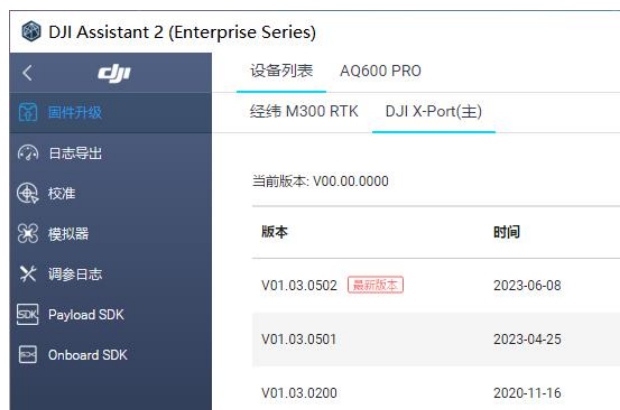 DJI Assistant 2 (Enterprise Series)
dji
设备列表 AQ600 PRO
固件升级
经纬 M300 RTK DJI X-Port(主)
日志导出
校准
当前版本: V00.00.0000
模拟器
版本 时间
调参日志
V01.03.0502 最新版本 2023-06-08
SDK Payload SDK
V01.03.0501 2023-04-25
Onboard SDK
V01.03.0200 2020-11-16